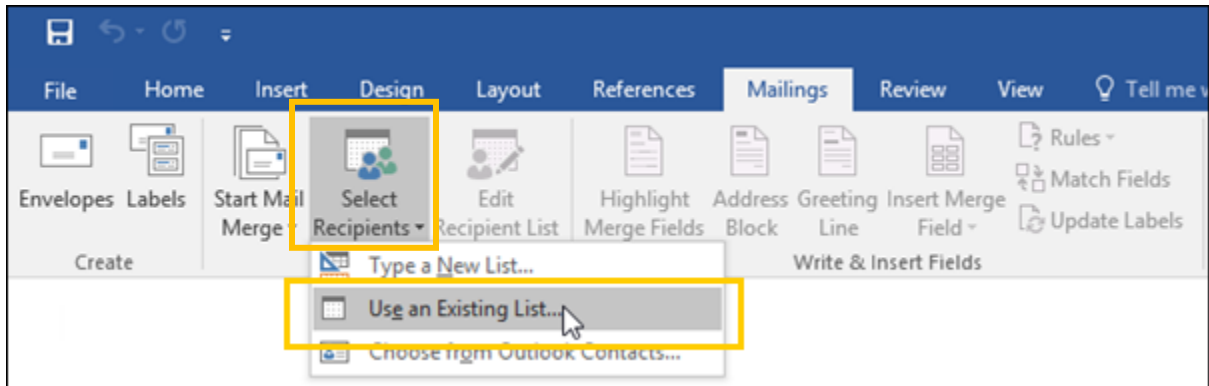 File Home Insert Design Layout References Mailings Review View Tell me
Envelopes Labels Start Mail Merge Select Recipients Edit Recipient List Highlight Merge Fields Address Block Greeting Line Insert Merge Field Rules
Match Fields
Update Labels
Create Write & Insert Fields
Type a New List...
Use an Existing List...
Choose from Outlook Contacts...